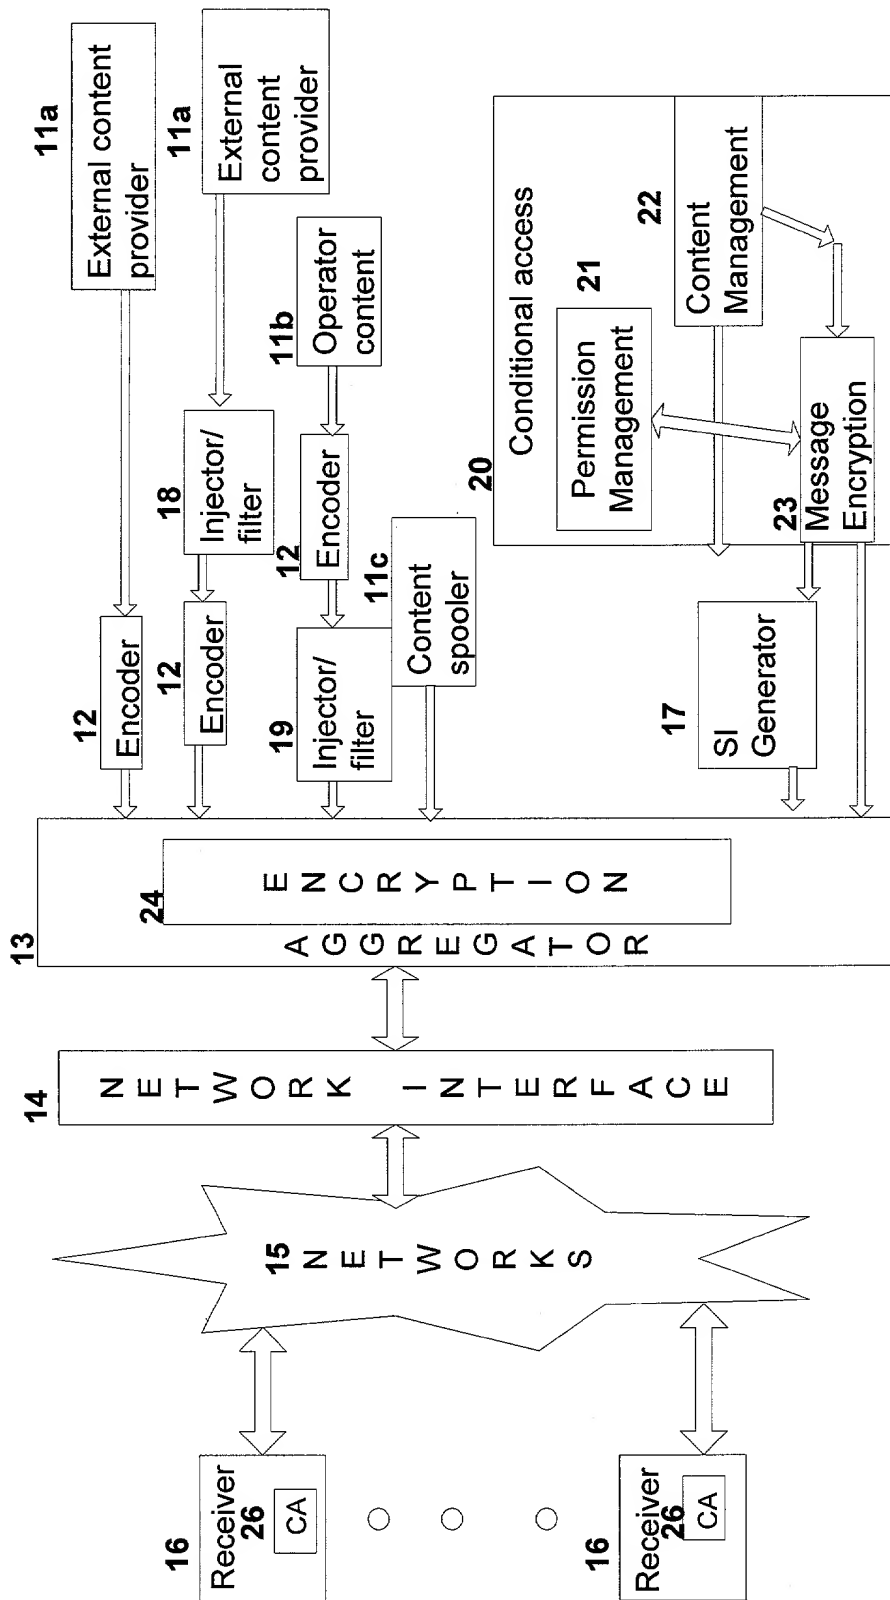 16
Receiver
26
CA
16
Receiver
26
CA
15
NETWORKS
14
NETWORK INTERFACE
13
AGGREGATOR
24
ENCRYPTION
12
Encoder
11a
External content
provider
12
Encoder
18
Injector/
filter
11a
External
content
provider
19
Injector/
filter
12
Encoder
11b
Operator
content
11c
Content
spooler
17
SI
Generator
20
Conditional access
21
Permission
Management
22
Content
Management
23
Message
Encryption